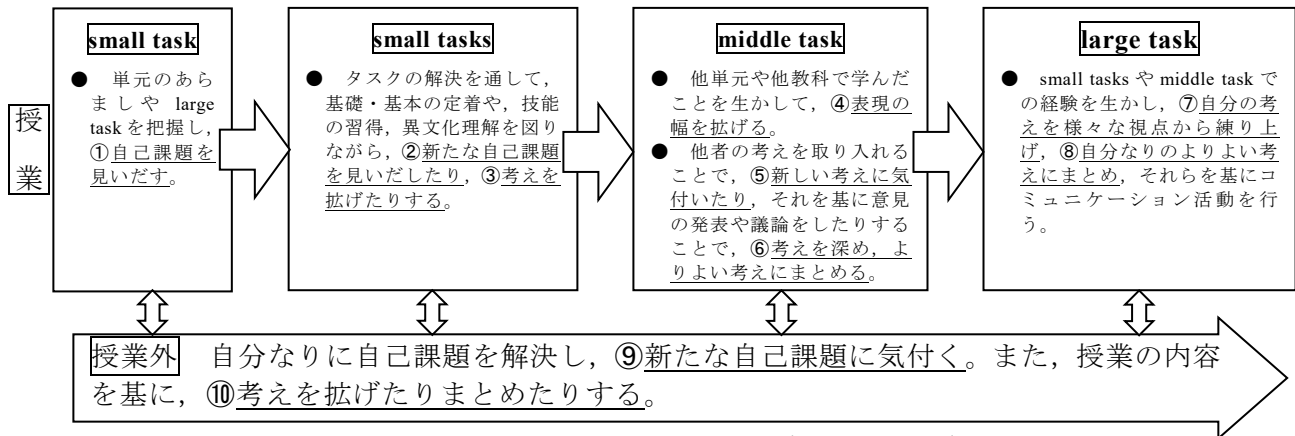 授
業
small task
● 単元のあら
ましや large
task を把握し,
①自己課題を
見いだす。
small tasks
● タスクの解決を通して,
基礎・基本の定着や, 技能
の習得, 異文化理解を図り
ながら, ②新たな自己課題
を見いだしたり, ③考えを
拡げたりする。
middle task
● 他単元や他教科で学んだ
ことを生かして, ④表現の
幅を拡げる。
● 他者の考えを取り入れる
ことで, ⑤新しい考えに気
付いたり, それを基に意見
の発表や議論をしたりする
ことで, ⑥考えを深め, よ
りよい考えにまとめる。
large task
● small tasks や middle task で
の経験を生かし, ⑦自分の考
えを様々な視点から練り上
げ, ⑧自分なりのよりよい考
えにまとめ, それらを基にコ
ミュニケーション活動を行
う。
授業外 自分なりに自己課題を解決し, ⑨新たな自己課題に気付く。また, 授業の内容
を基に, ⑩考えを拡げたりまとめたりする。